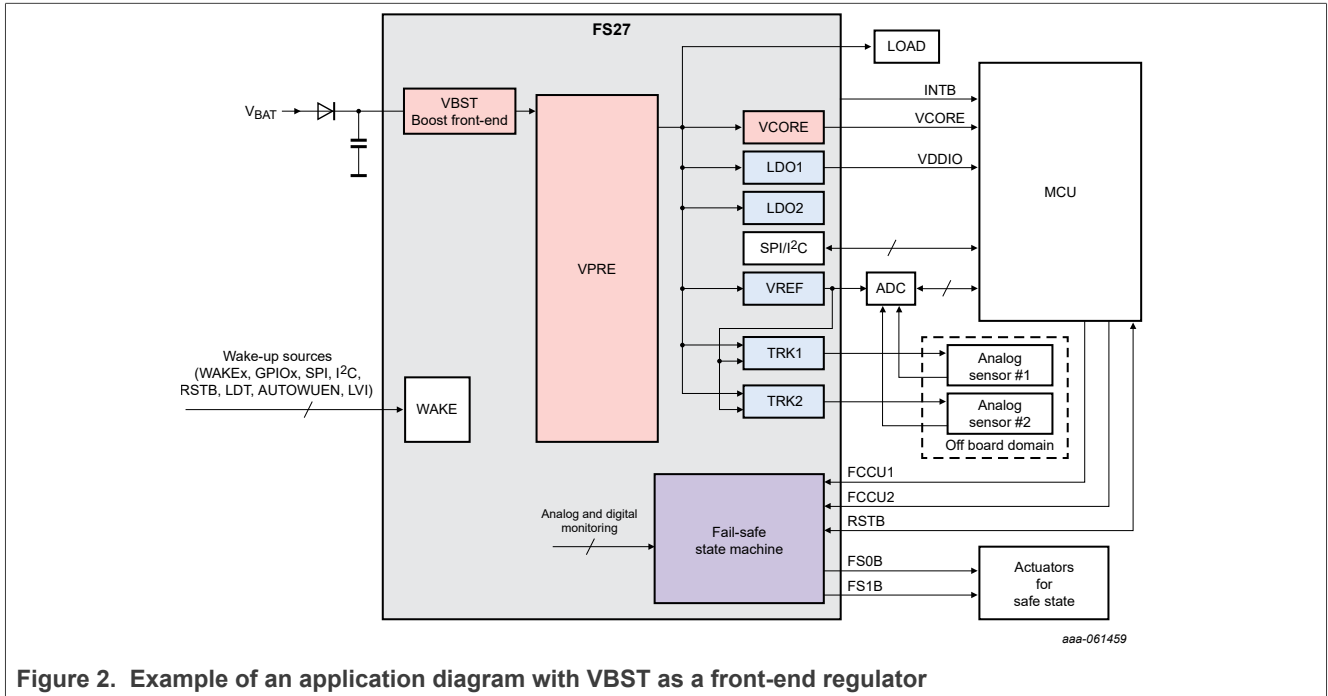 FS27
LOAD
VBAT
VBST
Boost front-end
INTB
VCORE
VCORE
LDO1
VDDIO
LDO2
MCU
SPI/I2C
VPRE
VREF
ADC
TRK1
Analog
sensor #1
TRK2
Analog
sensor #2
Off board domain
Wake-up sources
(WAKEx, GPIOx, SPI, I2C,
RSTB, LDT, AUTOWUEN, LVI)
WAKE
FCCU1
FCCU2
RSTB
Analog and digital
monitoring
Fail-safe
state machine
FS0B
FS1B
Actuators
for
safe state
aaa-061459
Figure 2. Example of an application diagram with VBST as a front-end regulator